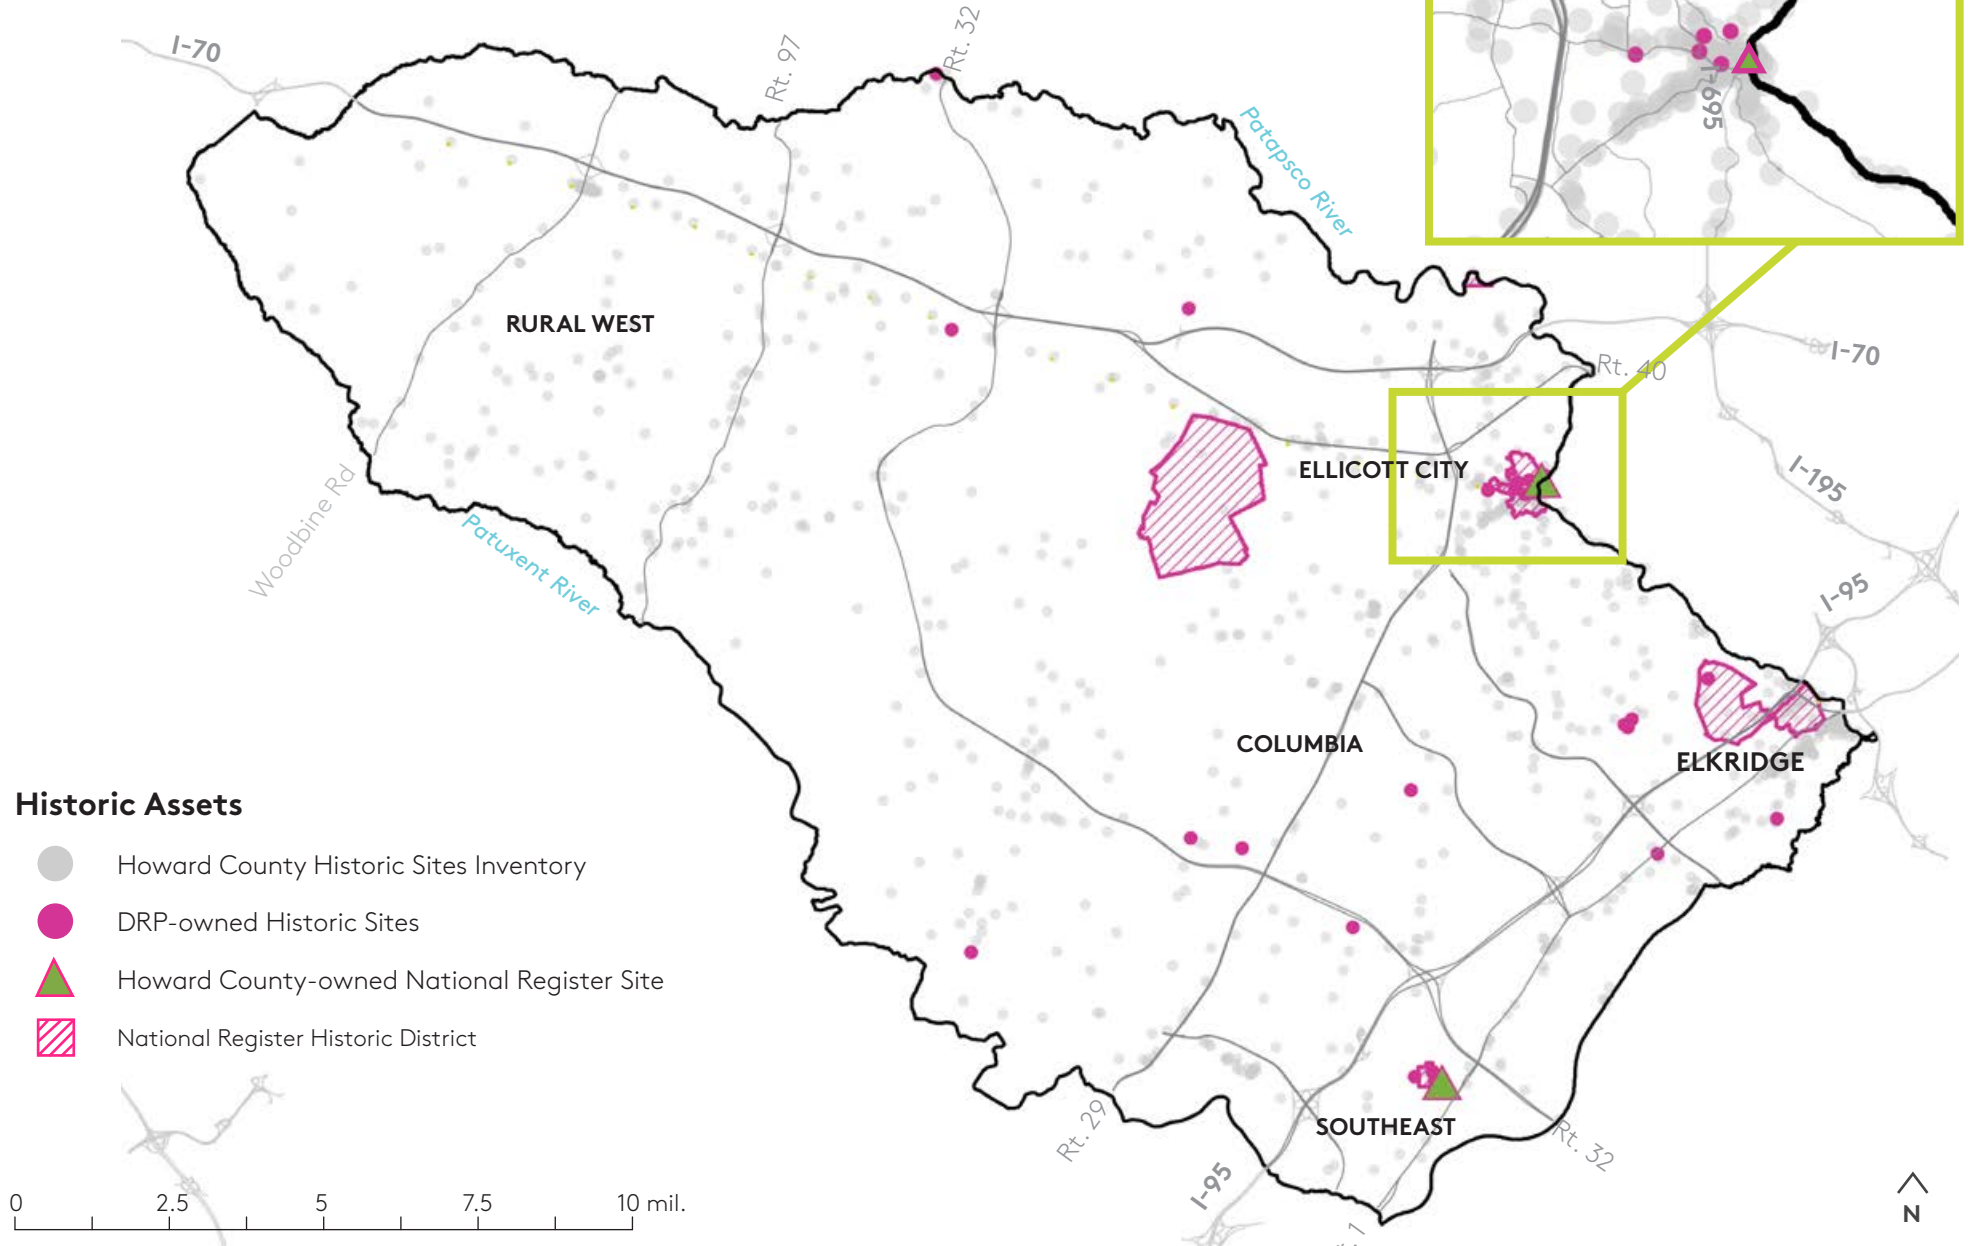 I-70
Rt. 97
Rt. 32
Patapsco River
I-695
RURAL WEST
I-70
Rt. 40
ELLICOTT CITY
I-195
Woodbine Rd
Patuxent River
I-95
COLUMBIA
ELKRIDGE
Historic Assets
Howard County Historic Sites Inventory
DRP-owned Historic Sites
Howard County-owned National Register Site
National Register Historic District
SOUTHEAST
Rt. 29
Rt. 32
I-95
1
0 2.5 5 7.5 10 mil.
N